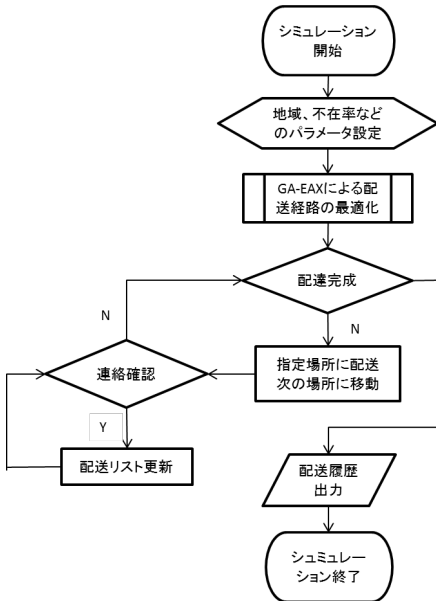 シミュレーション
開始
地域、不在率など
のパラメータ設定
GA-EAXによる配
送経路の最適化
配達完成
N
N
連絡確認
指定場所に配送
次の場所に移動
Y
配送リスト更新
配送履歴
出力
シュミュレー
ション終了